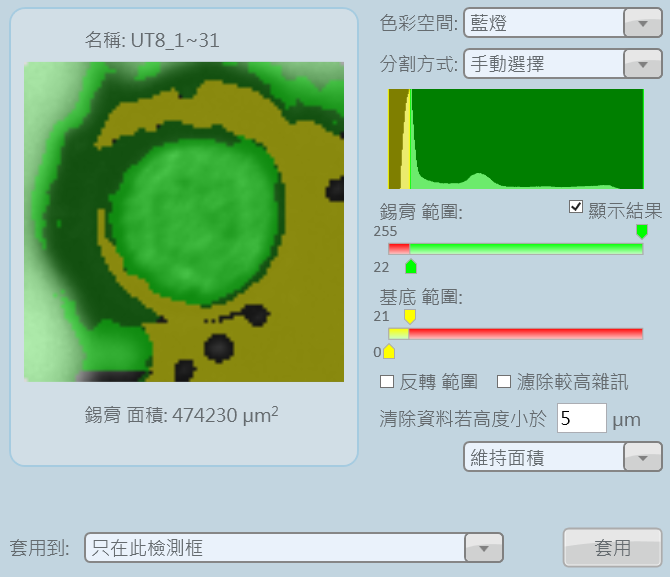 名稱: UT8_1~31
錫膏 面積: 474230 µm²
色彩空間: 藍燈
分割方式: 手動選擇
錫膏 範圍:
顯示結果
255
22
基底 範圍:
21
0
反轉 範圍
濾除較高雜訊
清除資料若高度小於 5 µm
維持面積
套用到: 只在此檢測框
套用